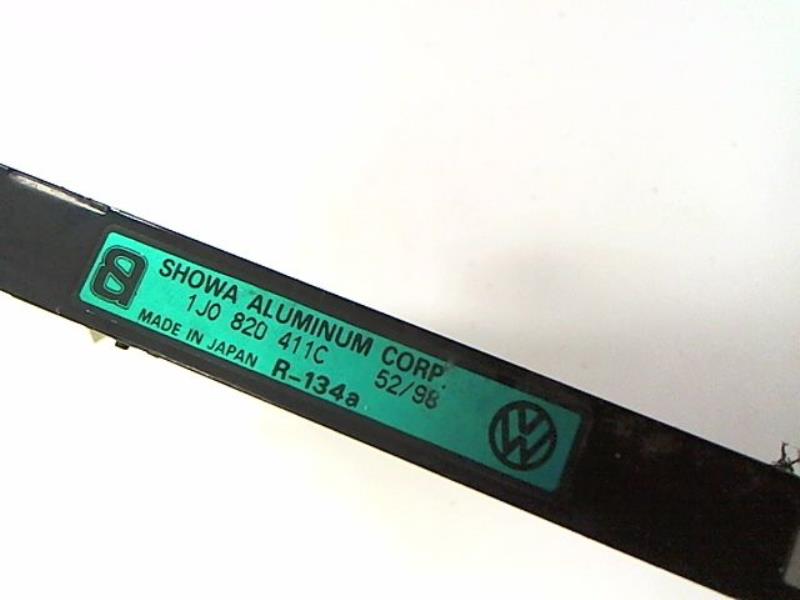 SHOWA ALUMINUM CORP.
1J0 820 411C 52/98
MADE IN JAPAN R-134a